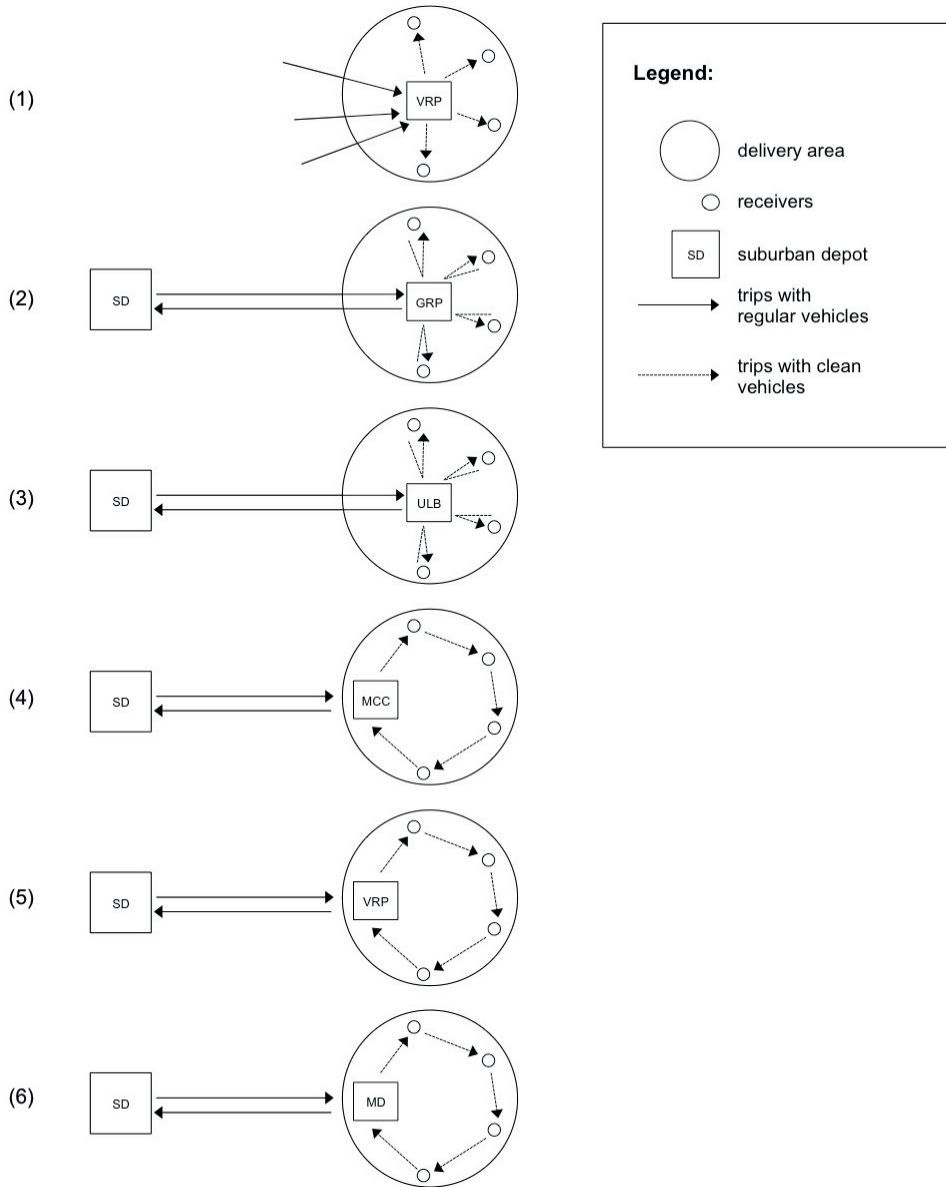 (1)
VRP
(2)
SD
GRP
(3)
SD
ULB
(4)
SD
MCC
(5)
SD
VRP
(6)
SD
MD
Legend:
delivery area
receivers
SD
suburban depot
trips with
regular vehicles
trips with clean
vehicles